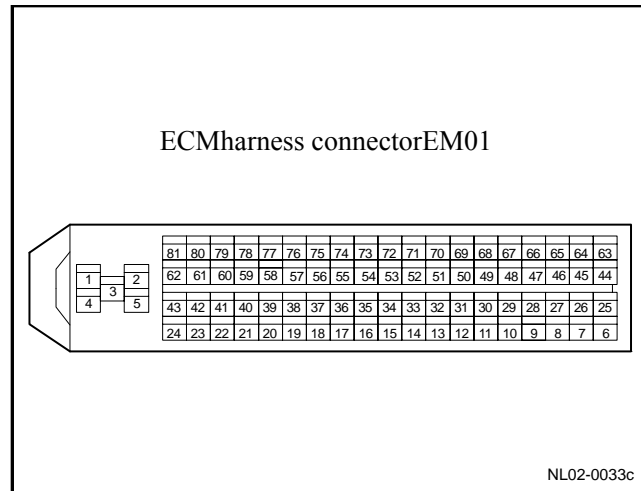 ECMharness connectorEM01
81 80 79 78 77 76 75 74 73 72 71 70 69 68 67 66 65 64 63
1 2 62 61 60 59 58 57 56 55 54 53 52 51 50 49 48 47 46 45 44
3
4 5 43 42 41 40 39 38 37 36 35 34 33 32 31 30 29 28 27 26 25
24 23 22 21 20 19 18 17 16 15 14 13 12 11 10 9 8 7 6
NL02-0033c